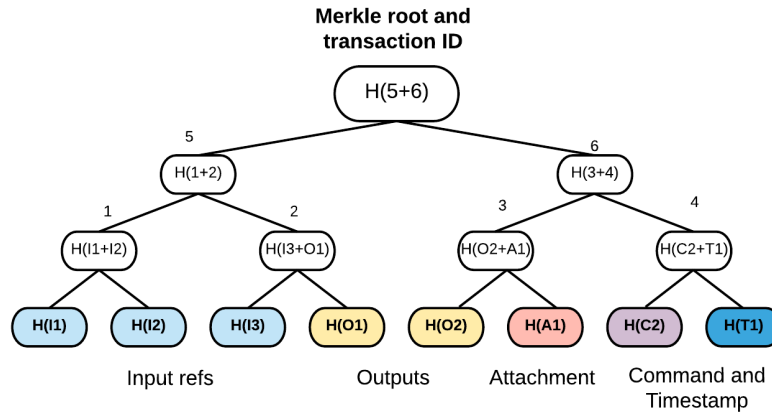 Merkle root and
transaction ID
H(5+6)
5
6
H(1+2)
H(3+4)
1
2
3
4
H(I1+I2)
H(I3+O1)
H(O2+A1)
H(C2+T1)
H(I1)
H(I2)
H(I3)
H(O1)
H(O2)
H(A1)
H(C2)
H(T1)
Input refs
Outputs
Attachment
Command and
Timestamp